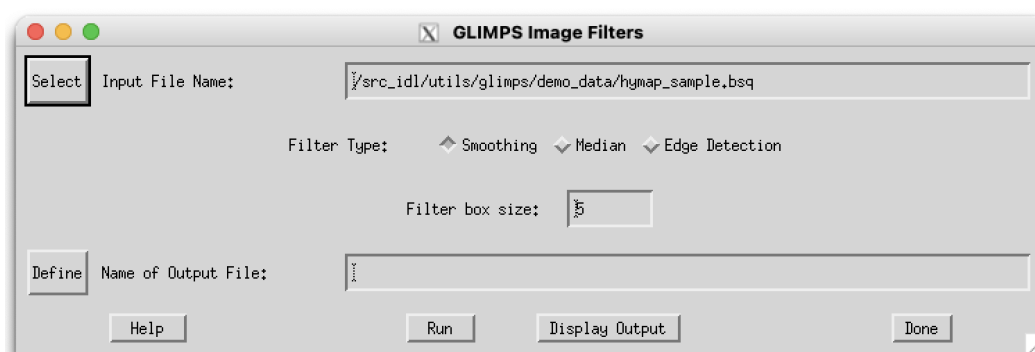 GLIMPS Image Filters
Select Input File Name: /src_idl/utils/glimps/demo_data/hymap_sample.bsq
Filter Type: Smoothing Median Edge Detection
Filter box size: 5
Define Name of Output File:
Help Run Display Output Done